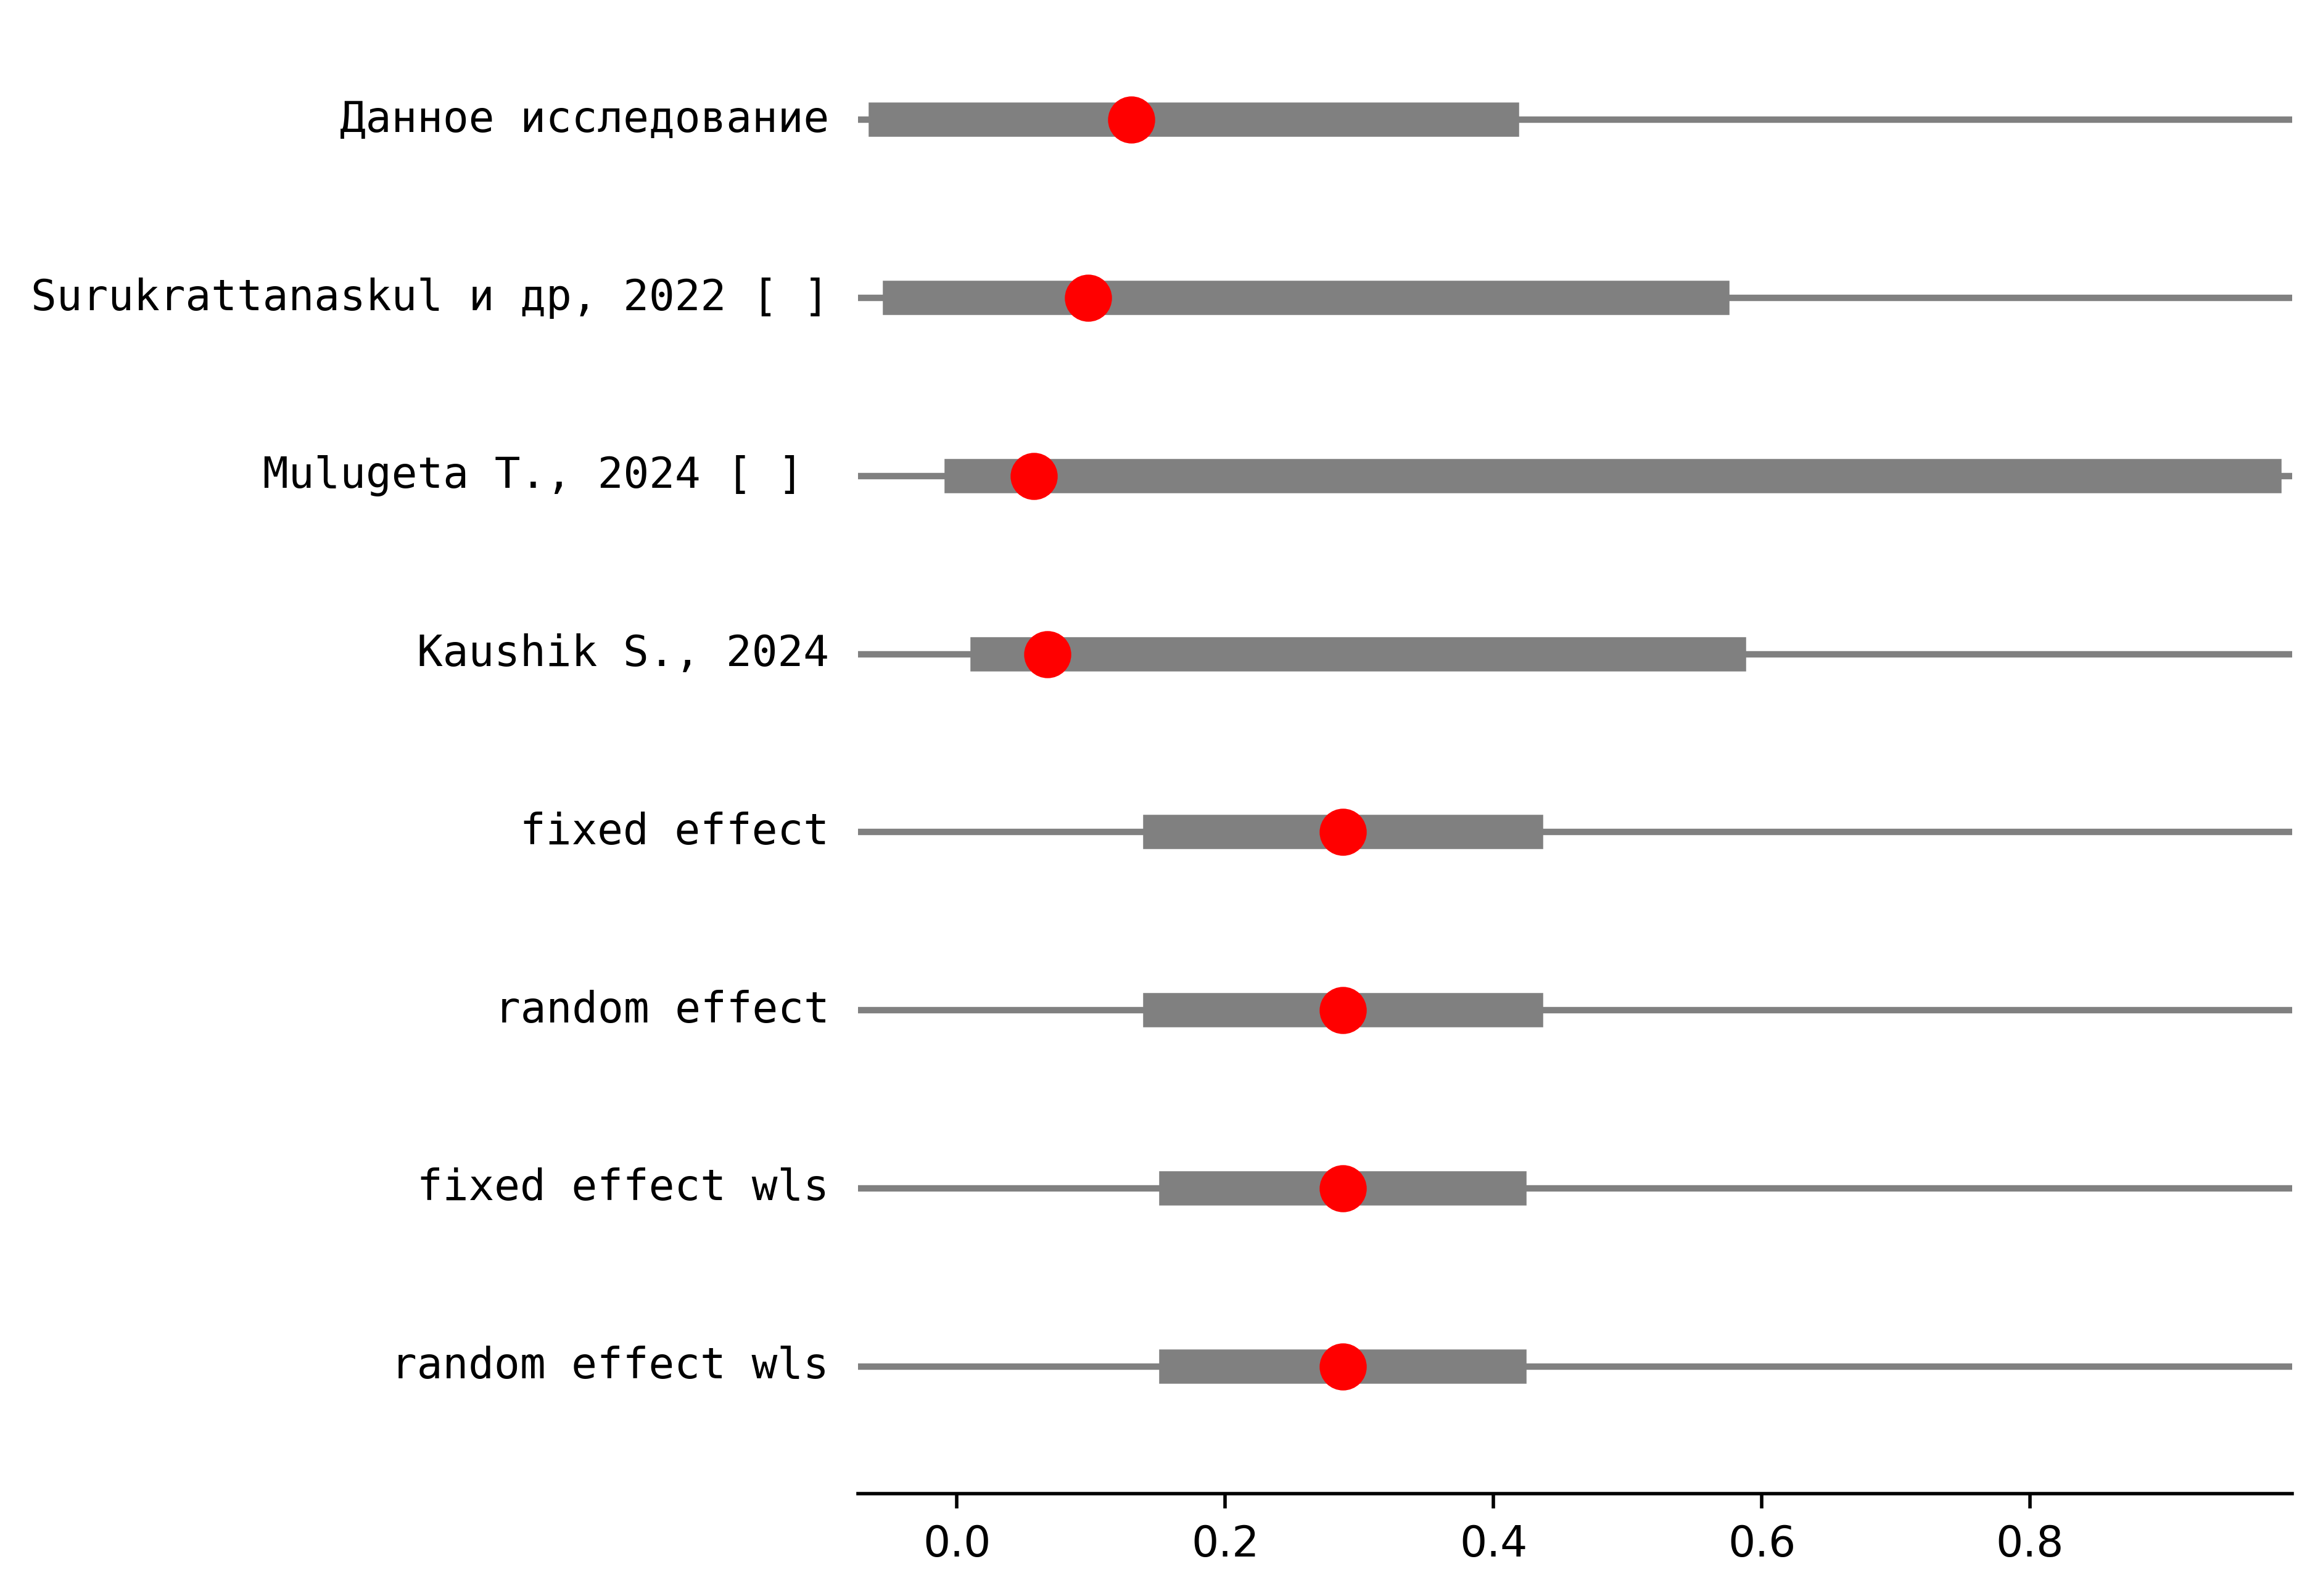 Данное исследование
Surukrattanaskul и др, 2022 [ ]
Mulugeta T., 2024 [ ]
Kaushik S., 2024
fixed effect
random effect
fixed effect wls
random effect wls
0.0 0.2 0.4 0.6 0.8